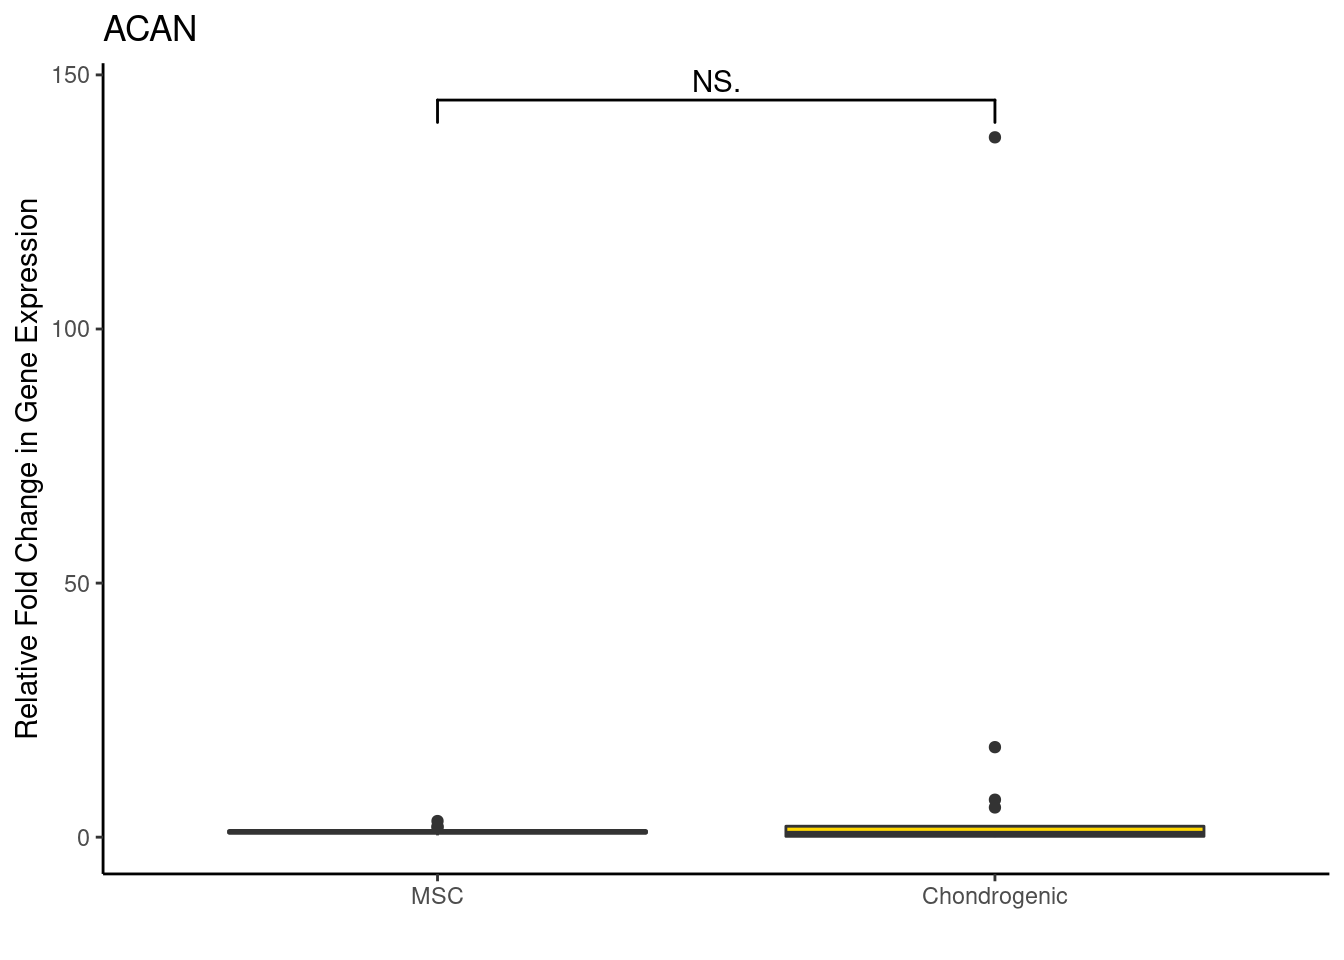 ACAN
150
NS.
100
50
0
Relative Fold Change in Gene Expression
MSC
Chondrogenic